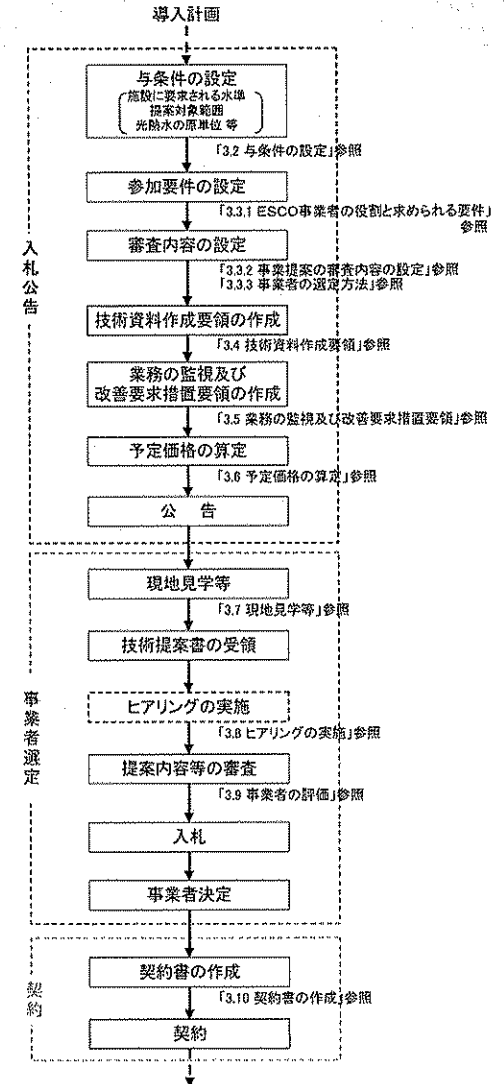 導入計画
与条件の設定
施設に要求される水準
提案対象範囲
光熱水の原単位 等
「3.2 与条件の設定」参照
参加要件の設定
「3.3.1 ESCO事業者の役割と求められる要件」
参照
審査内容の設定
「3.3.2 事業提案の審査内容の設定」参照
「3.3.3 事業者の選定方法」参照
技術資料作成要領の作成
「3.4 技術資料作成要領」参照
業務の監視及び
改善要求措置要領の作成
「3.5 業務の監視及び改善要求措置要領」参照
予定価格の算定
「3.6 予定価格の算定」参照
公 告
入札公告
現地見学等
「3.7 現地見学等」参照
技術提案書の受領
ヒアリングの実施
「3.8 ヒアリングの実施」参照
提案内容等の審査
「3.9 事業者の評価」参照
入札
事業者決定
事業者選定
契約書の作成
「3.10 契約書の作成」参照
契約
契約